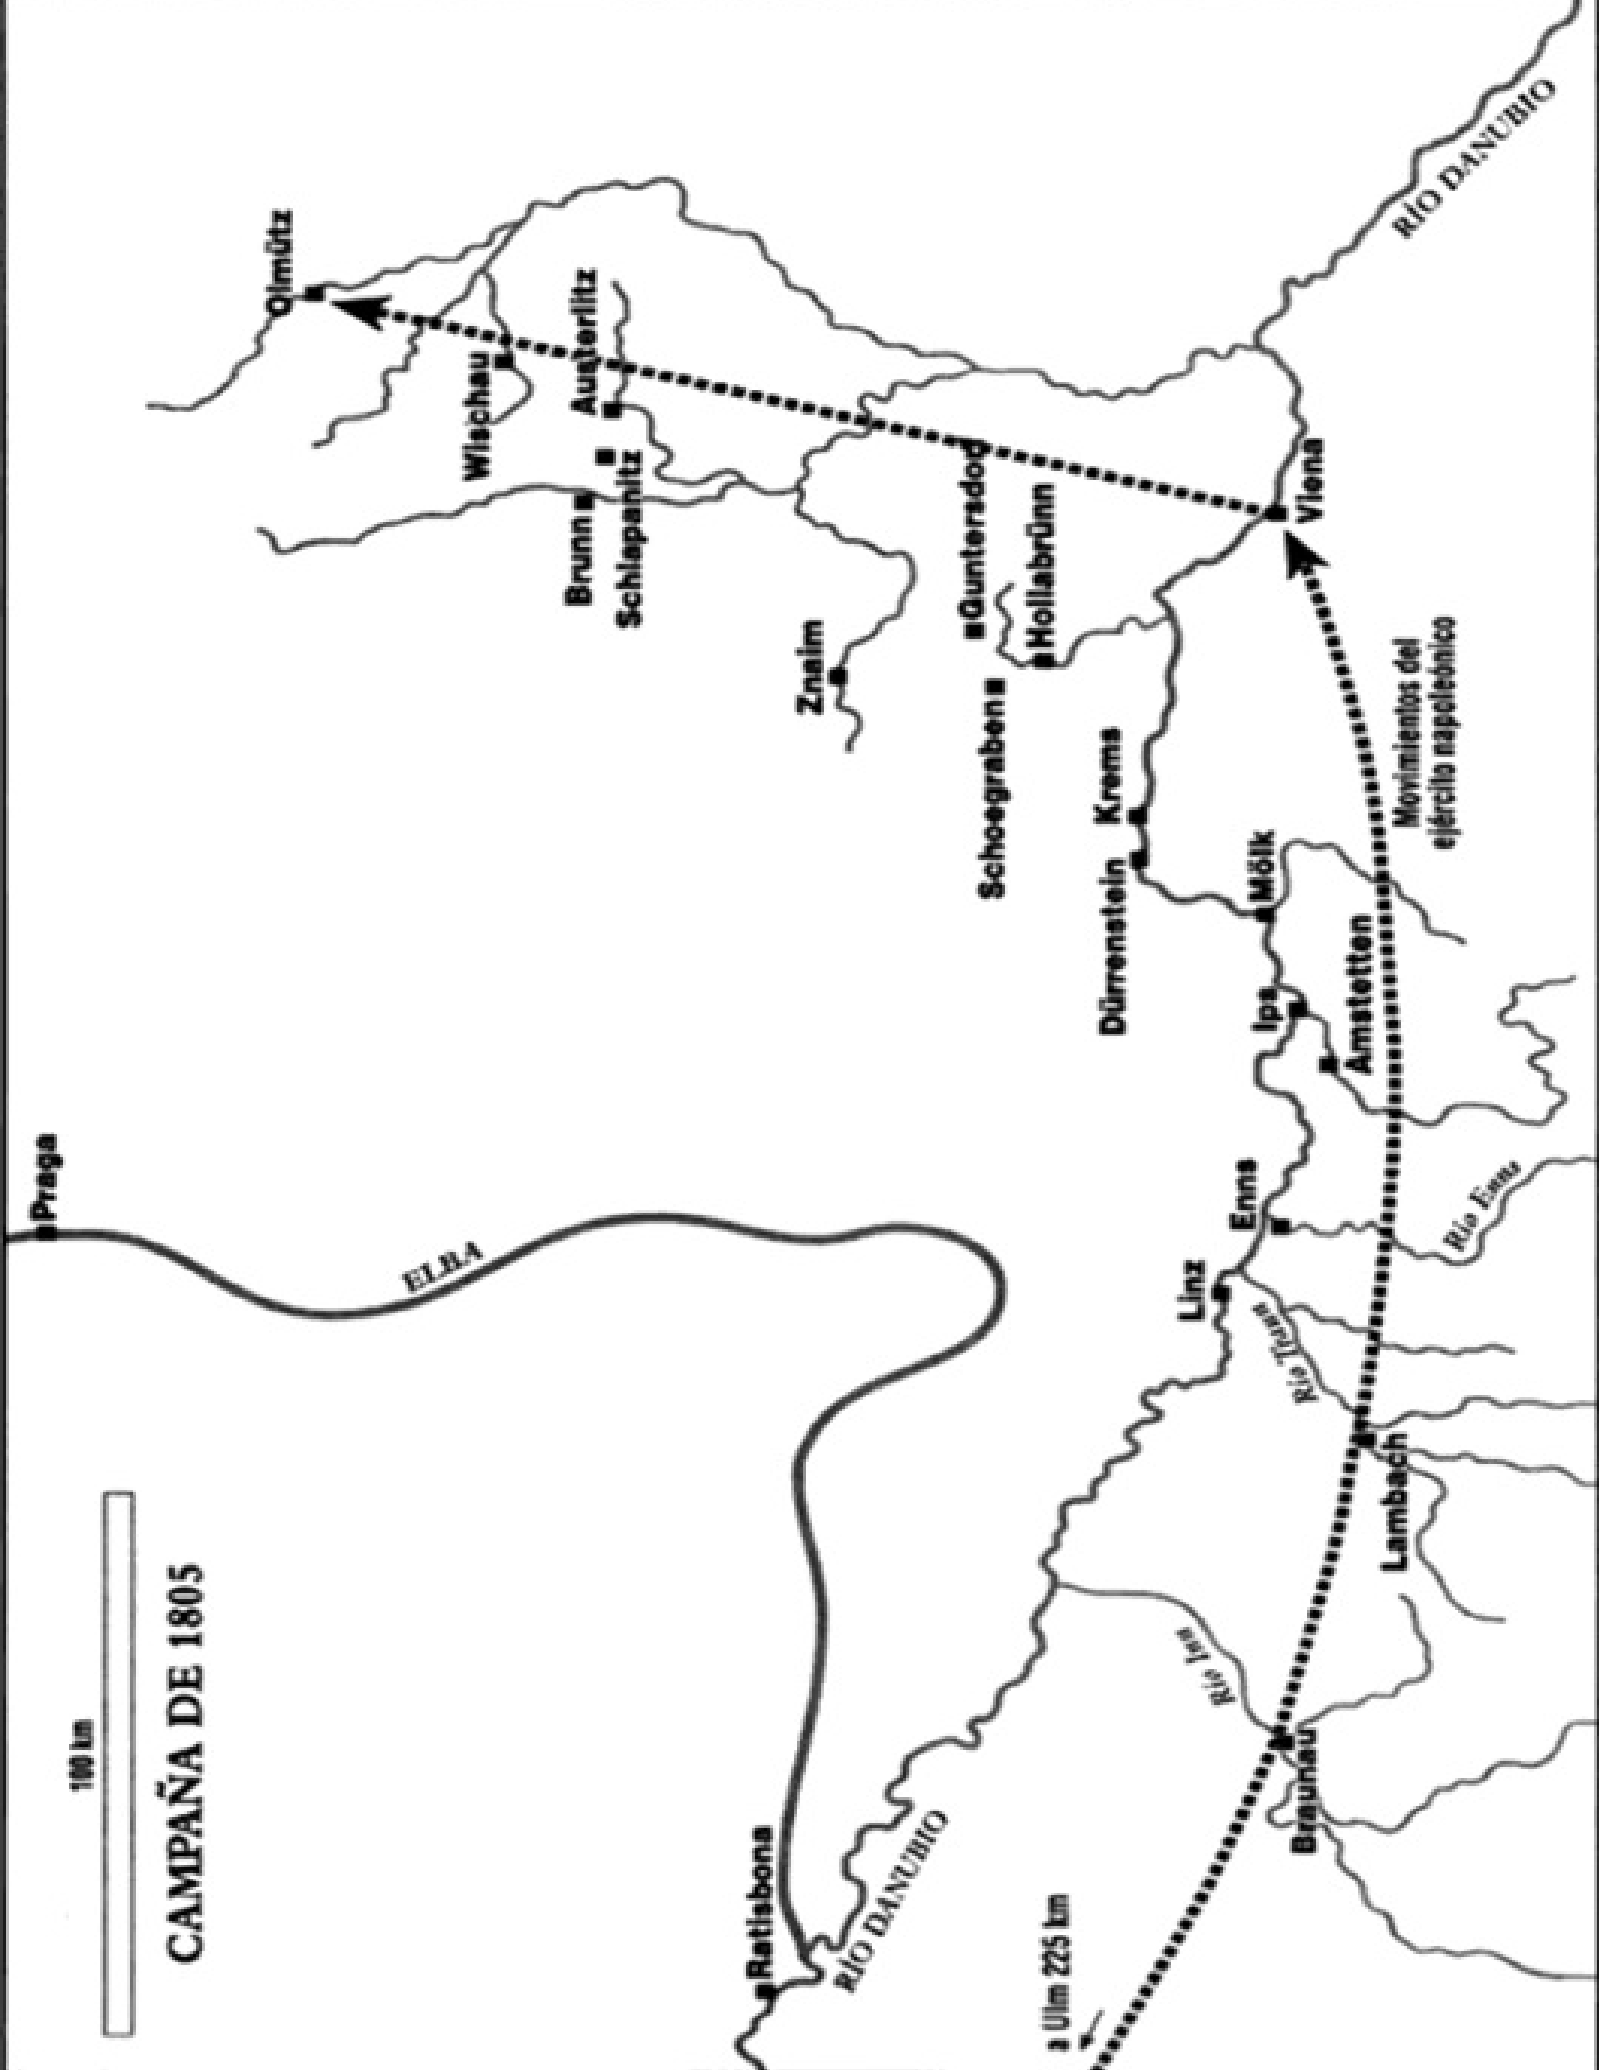 100 km
CAMPAÑA DE 1805
Praga
ELBA
Ratisbona
RÍO DANUBIO
a Ulm 225 km
Río Inn
Braunau
Lambach
Río Traun
Linz
Enns
Río Enns
Ips
Amstetten
Mölk
Dürrenstein
Krems
Schoegraben
Hollabrünn
Guntersdod
Znaim
Brunn
Schlapanitz
Austerlitz
Wischau
Olmütz
Viena
Movimientos del
ejército napoleónico
RÍO DANUBIO